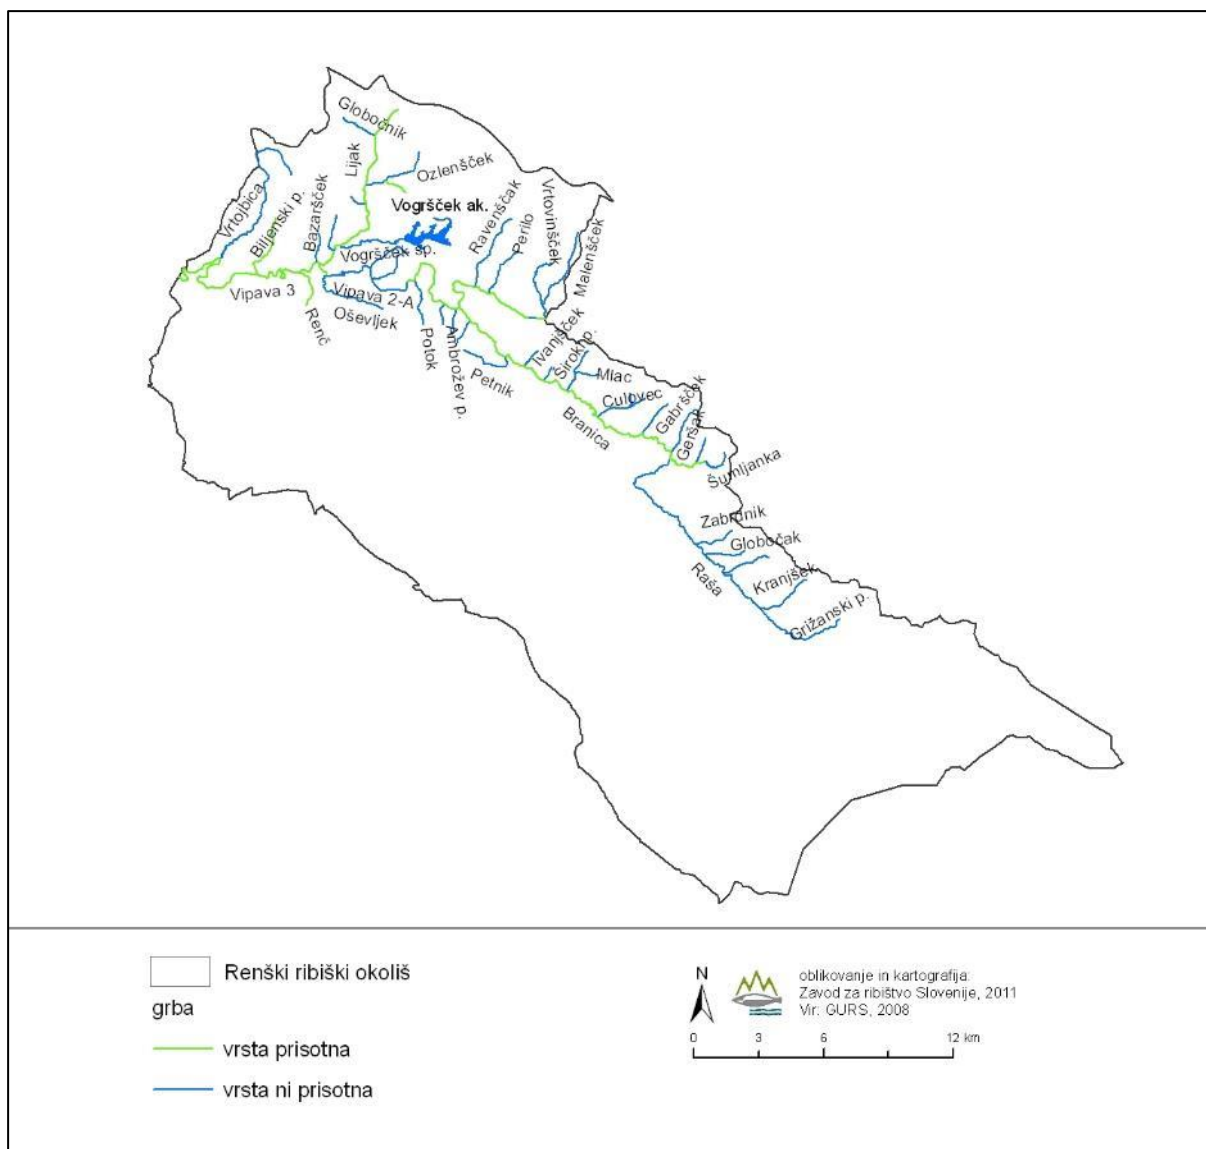 Globočnik
Lijak
Ozlenšček
Vrtojbica
Biljenski p.
Bazaršček
Vogršček ak.
Ravenščak
Perilo
Vrtovinšček
Malenšček
Vogršček sp.
Vipava 3
Vipava 2-A
Renč
Oševljek
Potok
Ambrožev p.
Petnik
Ivanjšček
Široki p.
Mlac
Culovec
Branica
Gabršček
Geršak
Šumljanka
Zabrdnik
Globočak
Raša
Kranjšek
Grižanski p.
Renški ribiški okoliš
grba
vrsta prisotna
vrsta ni prisotna
N
oblikovanje in kartografija:
Zavod za ribištvo Slovenije, 2011
Vir: GURS, 2008
0 3 6 12 km